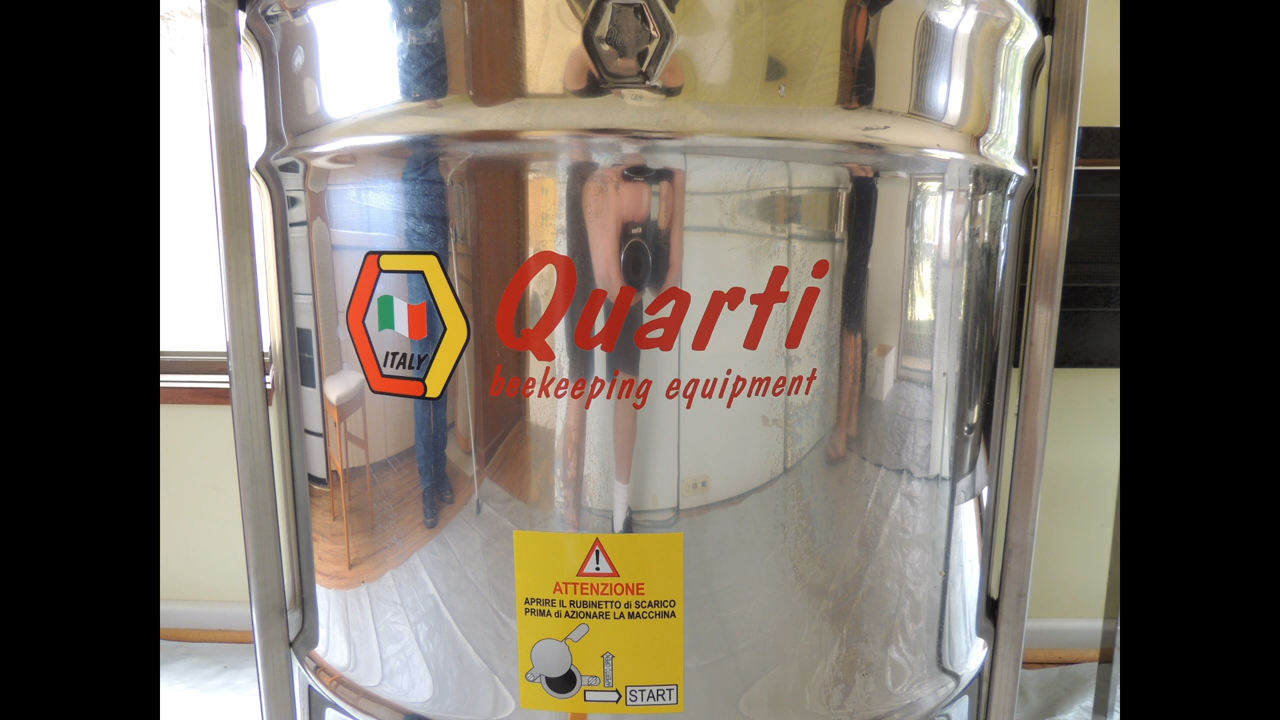 Quarti
beekeeping equipment
ITALY
ATTENZIONE
APRIRE IL RUBINETTO di SCARICO
PRIMA di AZIONARE LA MACCHINA
START